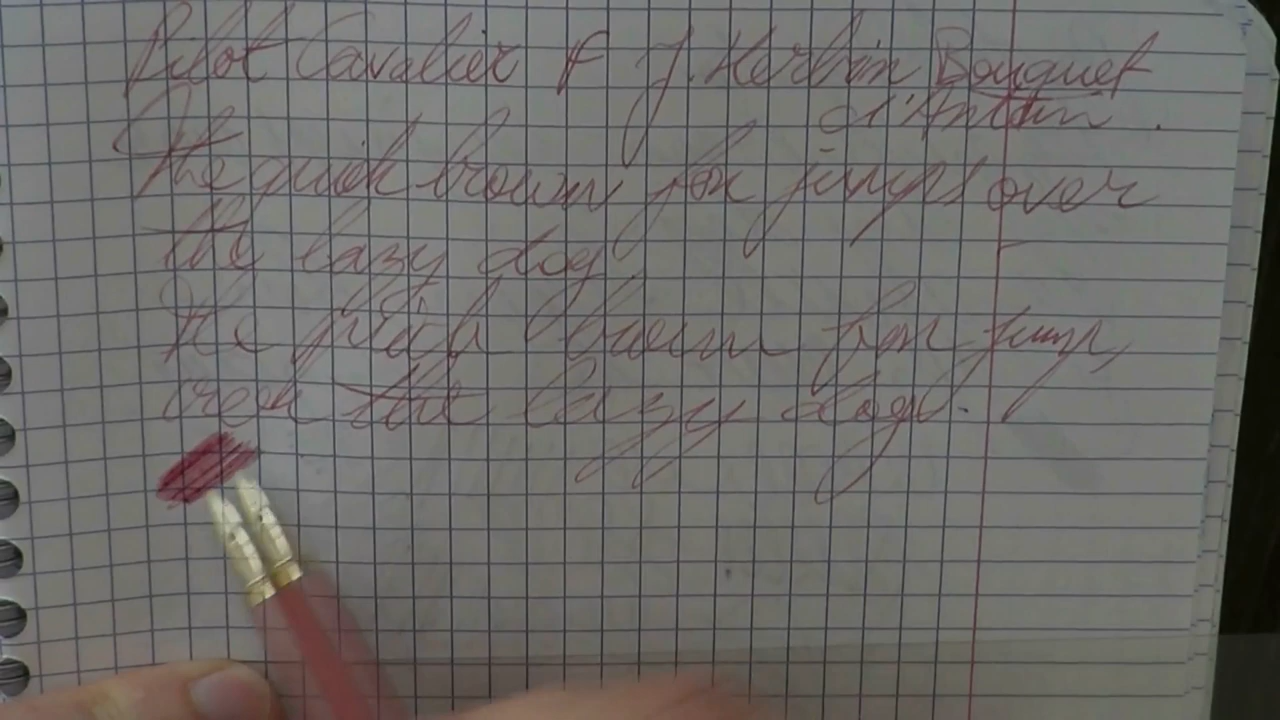 Pilot Cavalier F J. Herbin Bouquet
d'Antan.
The quick brown fox jumps over
the lazy dog.
The quick brown fox jumps
over the lazy dog.